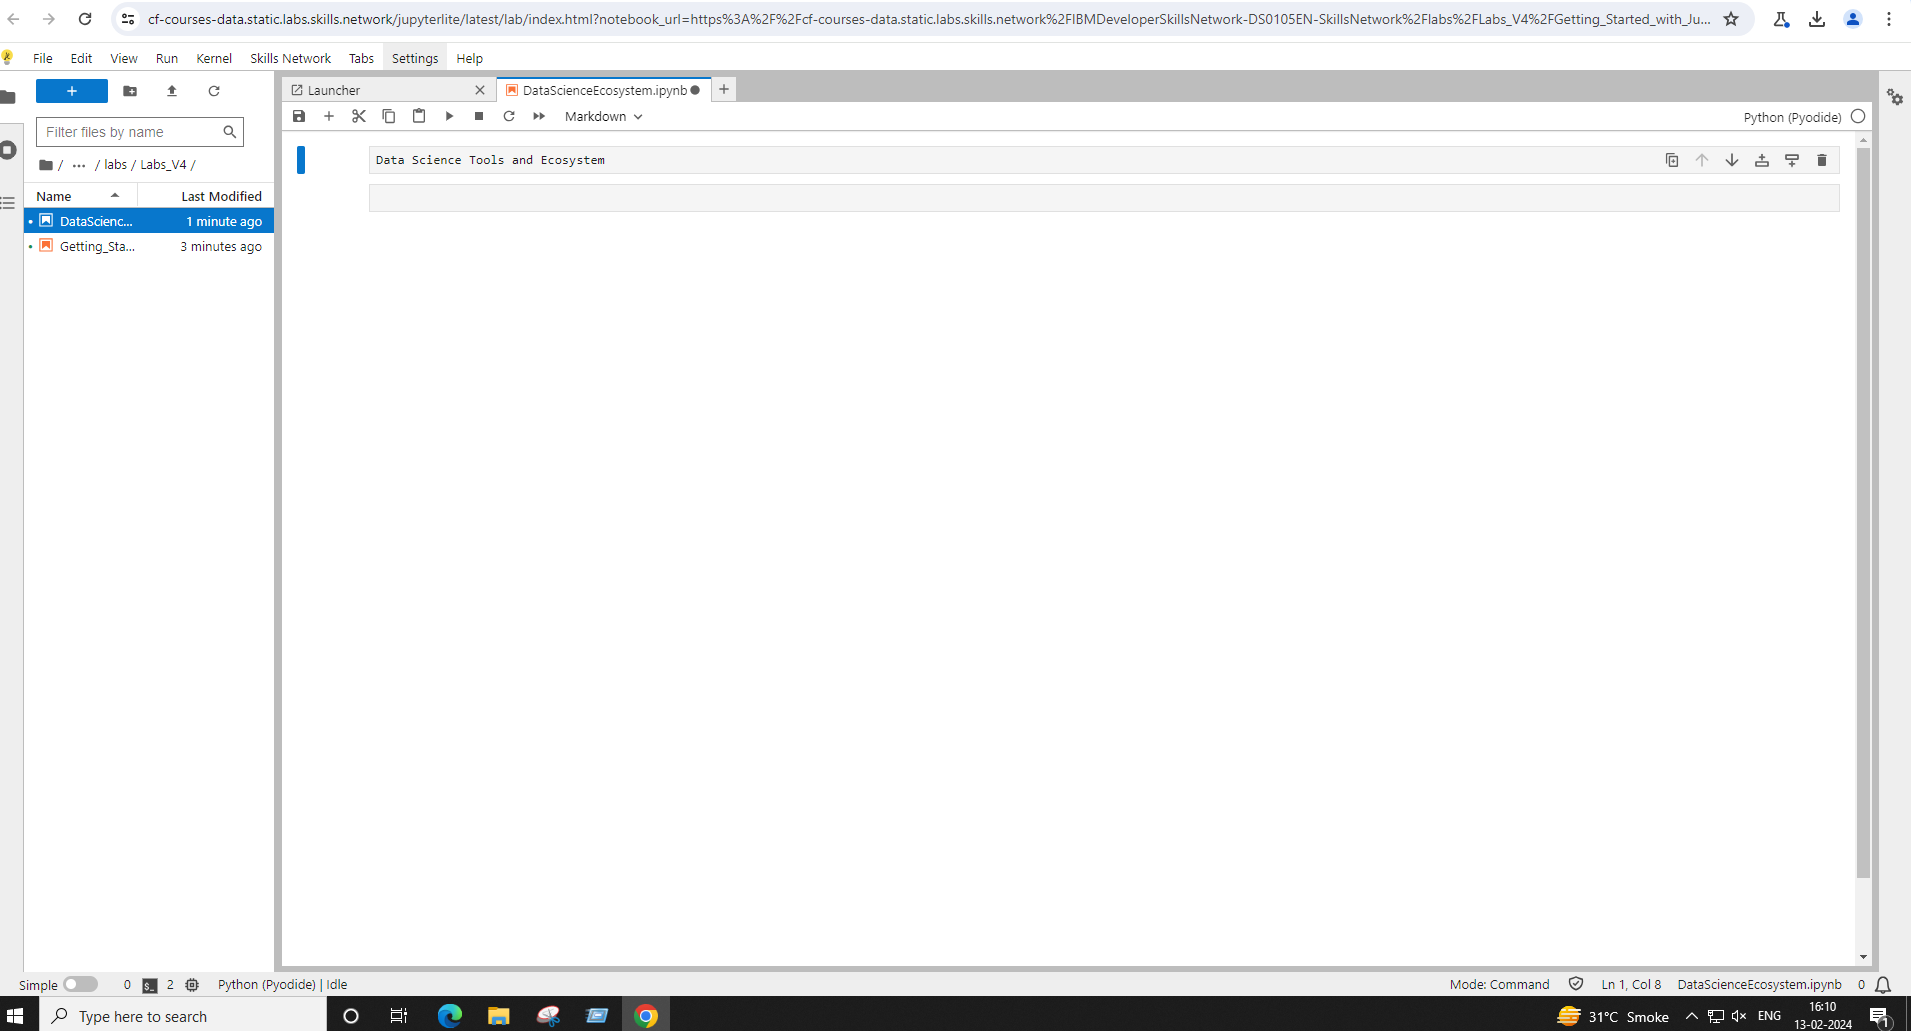 cf-courses-data.static.labs.skills.network/jupyterlite/latest/lab/index.html?notebook_url=https%3A%2F%2Fcf-courses-data.static.labs.skills.network%2FIBMDeveloperSkillsNetwork-DS0105EN-SkillsNetwork%2Flabs%2FLabs_V4%2FGetting_Started_with_Ju...
File Edit View Run Kernel Skills Network Tabs Settings Help
+ Launcher DataScienceEcosystem.ipynb +
Markdown Python (Pyodide)
Filter files by name
/ ... / labs / Labs_V4 /
Data Science Tools and Ecosystem
Name Last Modified
DataScienc... 1 minute ago
Getting_Sta... 3 minutes ago
Simple 0 $_ 2 Python (Pyodide) | Idle Mode: Command Ln 1, Col 8 DataScienceEcosystem.ipynb 0
Type here to search 31°C Smoke ENG 16:10
13-02-2024 1